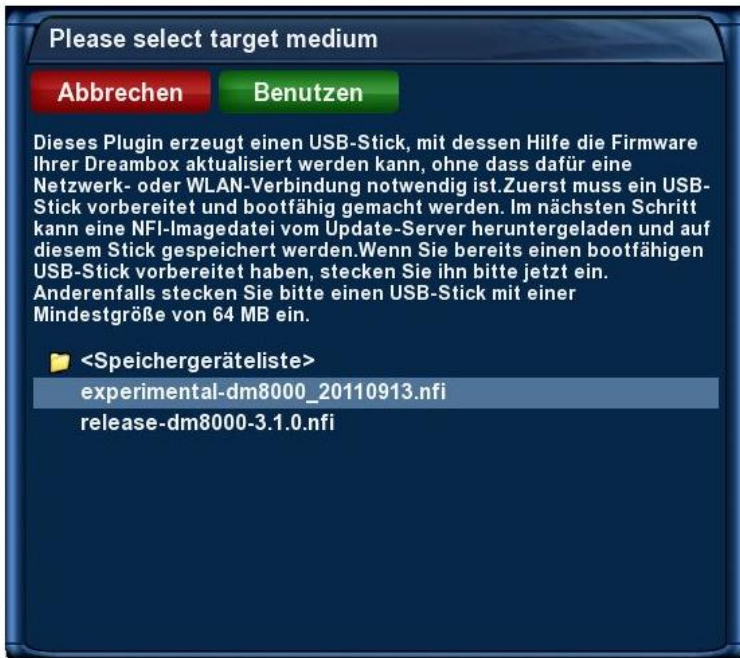 Please select target medium
Abbrechen Benutzen
Dieses Plugin erzeugt einen USB-Stick, mit dessen Hilfe die Firmware
Ihrer Dreambox aktualisiert werden kann, ohne dass dafür eine
Netzwerk- oder WLAN-Verbindung notwendig ist.Zuerst muss ein USB-
Stick vorbereitet und bootfähig gemacht werden. Im nächsten Schritt
kann eine NFI-Imagedatei vom Update-Server heruntergeladen und auf
diesem Stick gespeichert werden.Wenn Sie bereits einen bootfähigen
USB-Stick vorbereitet haben, stecken Sie ihn bitte jetzt ein.
Anderenfalls stecken Sie bitte einen USB-Stick mit einer
Mindestgröße von 64 MB ein.
<Speichergeräteliste>
experimental-dm8000_20110913.nfi
release-dm8000-3.1.0.nfi